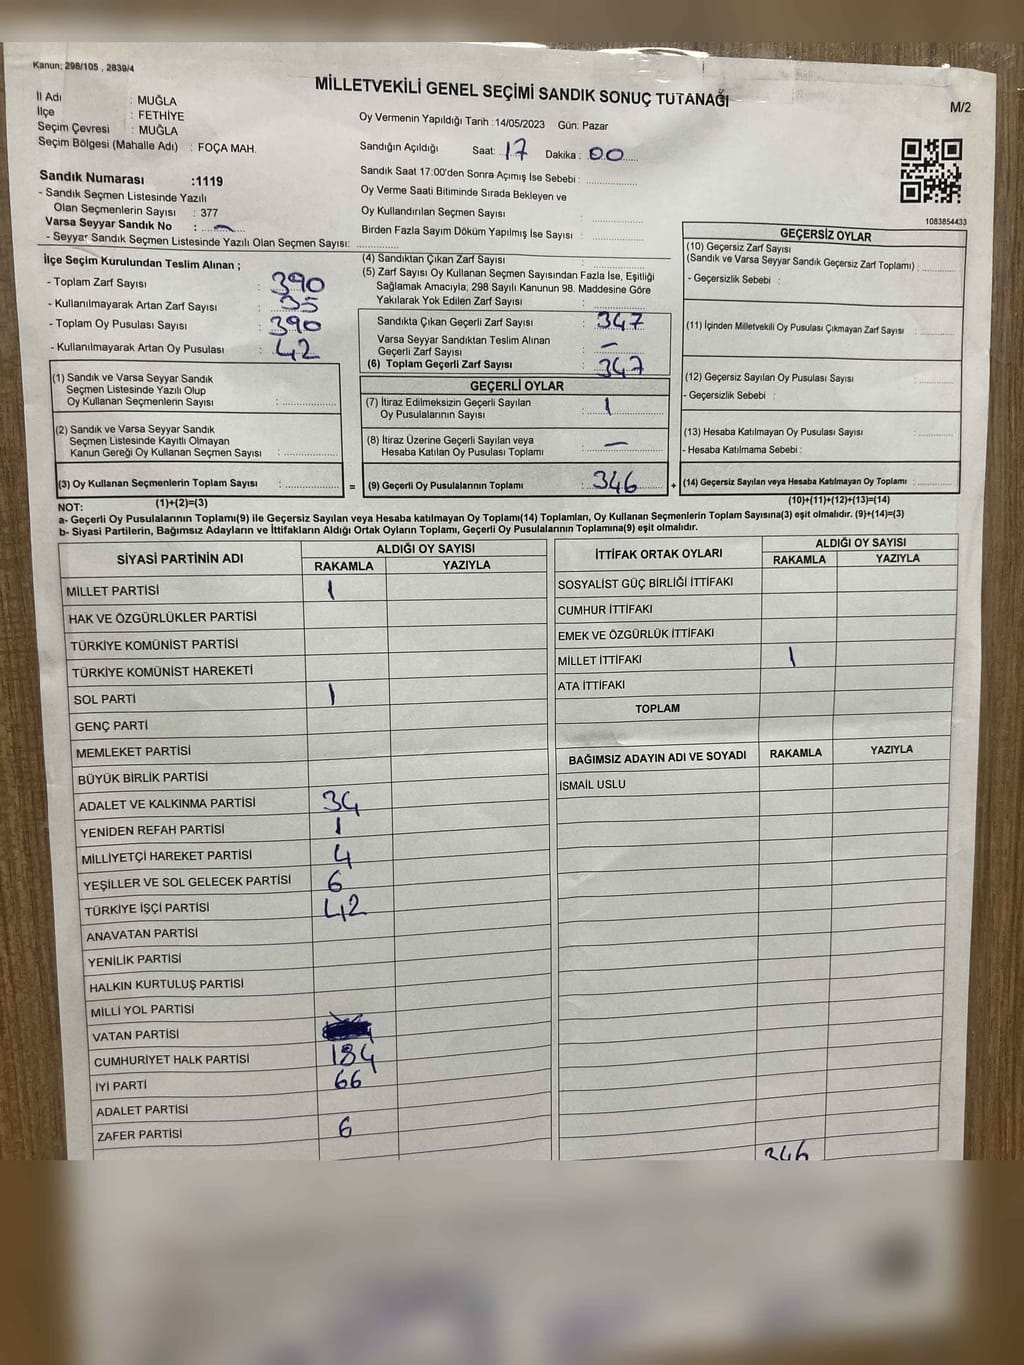 Kanun: 298/105 , 2839/4
MİLLETVEKİLİ GENEL SEÇİMİ SANDIK SONUÇ TUTANAĞI
M/2
İl Adı : MUĞLA
İlçe : FETHİYE
Seçim Çevresi : MUĞLA
Seçim Bölgesi (Mahalle Adı) : FOÇA MAH.
Oy Vermenin Yapıldığı Tarih :14/05/2023 Gün: Pazar
Sandığın Açıldığı Saat: 17 Dakika : 00
Sandık Saat 17:00'den Sonra Açımış İse Sebebi :
Oy Verme Saati Bitiminde Sırada Bekleyen ve
Oy Kullandırılan Seçmen Sayısı :
Birden Fazla Sayım Döküm Yapılmış İse Sayısı :
Sandık Numarası :1119
- Sandık Seçmen Listesinde Yazılı
Olan Seçmenlerin Sayısı : 377
Varsa Seyyar Sandık No : -
- Seyyar Sandık Seçmen Listesinde Yazılı Olan Seçmen Sayısı:
1083854433
İlçe Seçim Kurulundan Teslim Alınan ;
- Toplam Zarf Sayısı : 390
- Kullanılmayarak Artan Zarf Sayısı : 35
- Toplam Oy Pusulası Sayısı : 390
- Kullanılmayarak Artan Oy Pusulası : 42
(1) Sandık ve Varsa Seyyar Sandık
Seçmen Listesinde Yazılı Olup
Oy Kullanan Seçmenlerin Sayısı :
(2) Sandık ve Varsa Seyyar Sandık
Seçmen Listesinde Kayıtlı Olmayan
Kanun Gereği Oy Kullanan Seçmen Sayısı :
(3) Oy Kullanan Seçmenlerin Toplam Sayısı :
(1)+(2)=(3)
(4) Sandıktan Çıkan Zarf Sayısı :
(5) Zarf Sayısı Oy Kullanan Seçmen Sayısından Fazla İse, Eşitliği
Sağlamak Amacıyla, 298 Sayılı Kanunun 98. Maddesine Göre
Yakılarak Yok Edilen Zarf Sayısı :
Sandıkta Çıkan Geçerli Zarf Sayısı : 347
Varsa Seyyar Sandıktan Teslim Alınan
Geçerli Zarf Sayısı : -
(6) Toplam Geçerli Zarf Sayısı : 347
GEÇERLİ OYLAR
(7) İtiraz Edilmeksizin Geçerli Sayılan
Oy Pusulalarının Sayısı : 1
(8) İtiraz Üzerine Geçerli Sayılan veya
Hesaba Katılan Oy Pusulası Toplamı : -
= (9) Geçerli Oy Pusulalarının Toplamı : 346 +
GEÇERSİZ OYLAR
(10) Geçersiz Zarf Sayısı
(Sandık ve Varsa Seyyar Sandık Geçersiz Zarf Toplamı) :
- Geçersizlik Sebebi :
(11) İçinden Milletvekili Oy Pusulası Çıkmayan Zarf Sayısı :
(12) Geçersiz Sayılan Oy Pusulası Sayısı :
- Geçersizlik Sebebi :
(13) Hesaba Katılmayan Oy Pusulası Sayısı :
- Hesaba Katılmama Sebebi :
(14) Geçersiz Sayılan veya Hesaba Katılmayan Oy Toplamı :
(10)+(11)+(12)+(13)=(14)
NOT:
a- Geçerli Oy Pusulalarının Toplamı(9) ile Geçersiz Sayılan veya Hesaba katılmayan Oy Toplamı(14) Toplamları, Oy Kullanan Seçmenlerin Toplam Sayısına(3) eşit olmalıdır. (9)+(14)=(3)
b- Siyasi Partilerin, Bağımsız Adayların ve İttifakların Aldığı Ortak Oyların Toplamı, Geçerli Oy Pusulalarının Toplamına(9) eşit olmalıdır.
SİYASİ PARTİNİN ADI ALDIĞI OY SAYISI
RAKAMLA YAZIYLA
MİLLET PARTİSİ 1
HAK VE ÖZGÜRLÜKLER PARTİSİ
TÜRKİYE KOMÜNİST PARTİSİ
TÜRKİYE KOMÜNİST HAREKETİ
SOL PARTİ 1
GENÇ PARTİ
MEMLEKET PARTİSİ
BÜYÜK BİRLİK PARTİSİ
ADALET VE KALKINMA PARTİSİ 34
YENİDEN REFAH PARTİSİ 1
MİLLİYETÇİ HAREKET PARTİSİ 4
YEŞİLLER VE SOL GELECEK PARTİSİ 6
TÜRKİYE İŞÇİ PARTİSİ 42
ANAVATAN PARTİSİ
YENİLİK PARTİSİ
HALKIN KURTULUŞ PARTİSİ
MİLLİ YOL PARTİSİ
VATAN PARTİSİ
CUMHURİYET HALK PARTİSİ 184
İYİ PARTİ 66
ADALET PARTİSİ
ZAFER PARTİSİ 6
İTTİFAK ORTAK OYLARI ALDIĞI OY SAYISI
RAKAMLA YAZIYLA
SOSYALİST GÜÇ BİRLİĞİ İTTİFAKI
CUMHUR İTTİFAKI
EMEK VE ÖZGÜRLÜK İTTİFAKI
MİLLET İTTİFAKI 1
ATA İTTİFAKI
TOPLAM
BAĞIMSIZ ADAYIN ADI VE SOYADI RAKAMLA YAZIYLA
İSMAİL USLU
346